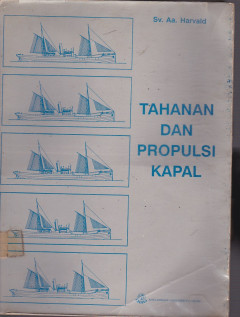 Sv. Aa. Harvald
TAHANAN
DAN
PROPULSI
KAPAL